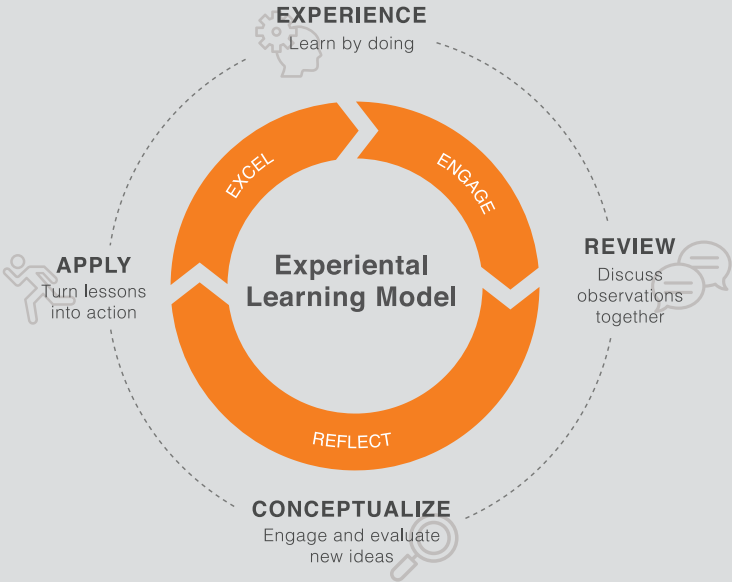 EXPERIENCE
Learn by doing
EXCEL
ENGAGE
Experiental
Learning Model
REVIEW
Discuss
observations
together
APPLY
Turn lessons
into action
REFLECT
CONCEPTUALIZE
Engage and evaluate
new ideas